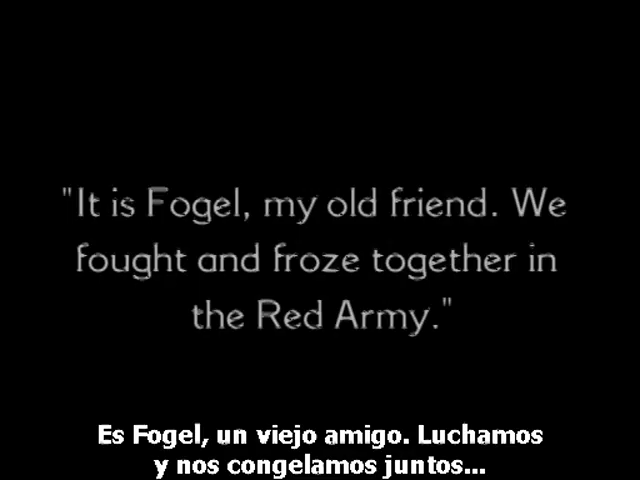 "It is Fogel, my old friend. We
fought and froze together in
the Red Army."
Es Fogel, un viejo amigo. Luchamos
y nos congelamos juntos...